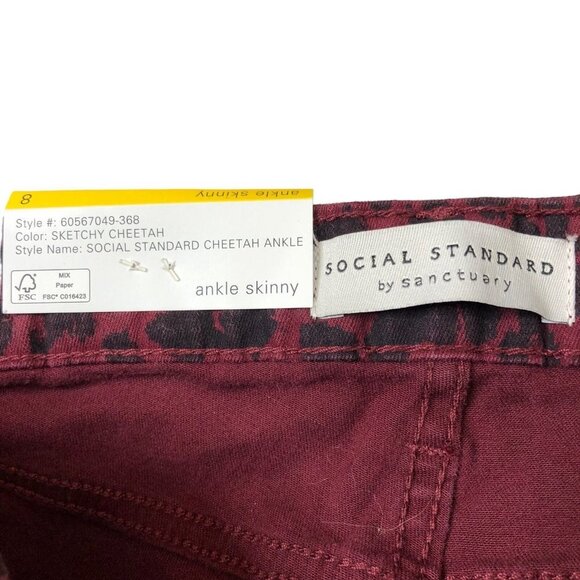 8
ankle skinny
Style #: 60567049-368
Color: SKETCHY CHEETAH
Style Name: SOCIAL STANDARD CHEETAH ANKLE
FSC
MIX
Paper
FSC® C016423
ankle skinny
SOCIAL STANDARD
by sanctuary